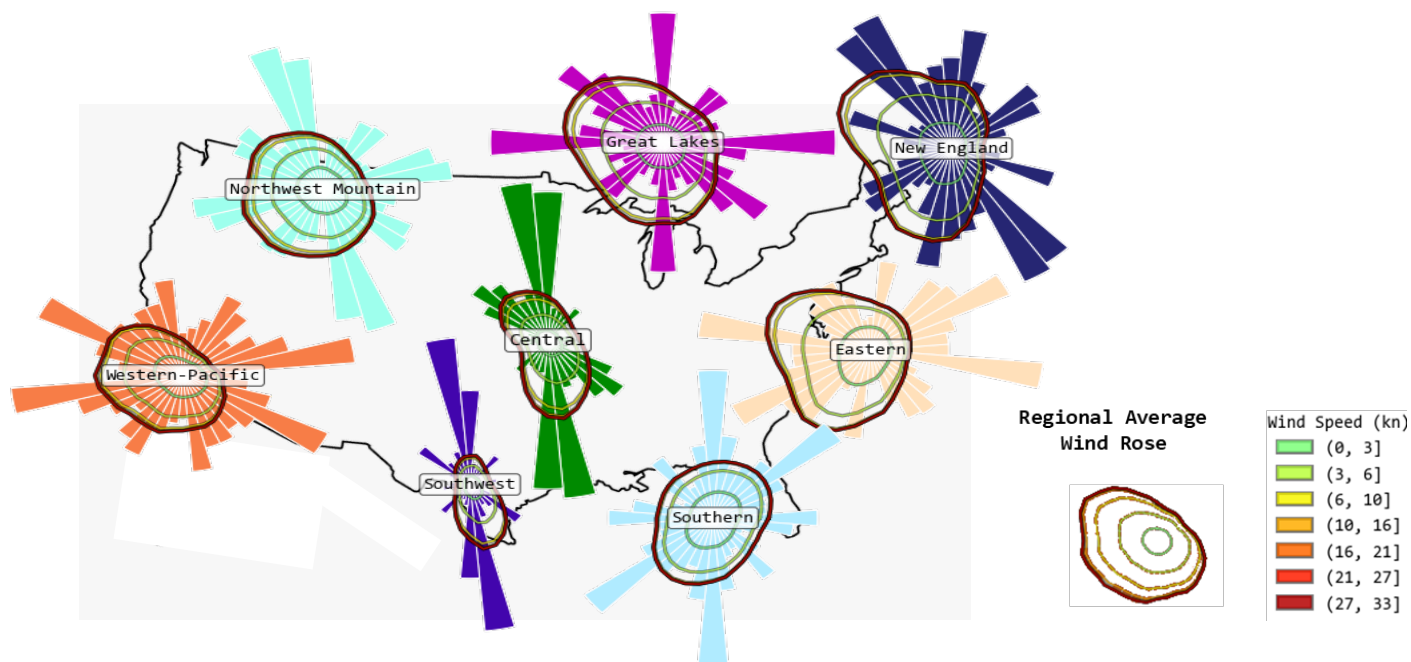 Great Lakes
New England
Northwest Mountain
Central
Eastern
Western-Pacific
Southwest
Southern
Regional Average
Wind Rose
Wind Speed (kn)
(0, 3]
(3, 6]
(6, 10]
(10, 16]
(16, 21]
(21, 27]
(27, 33]